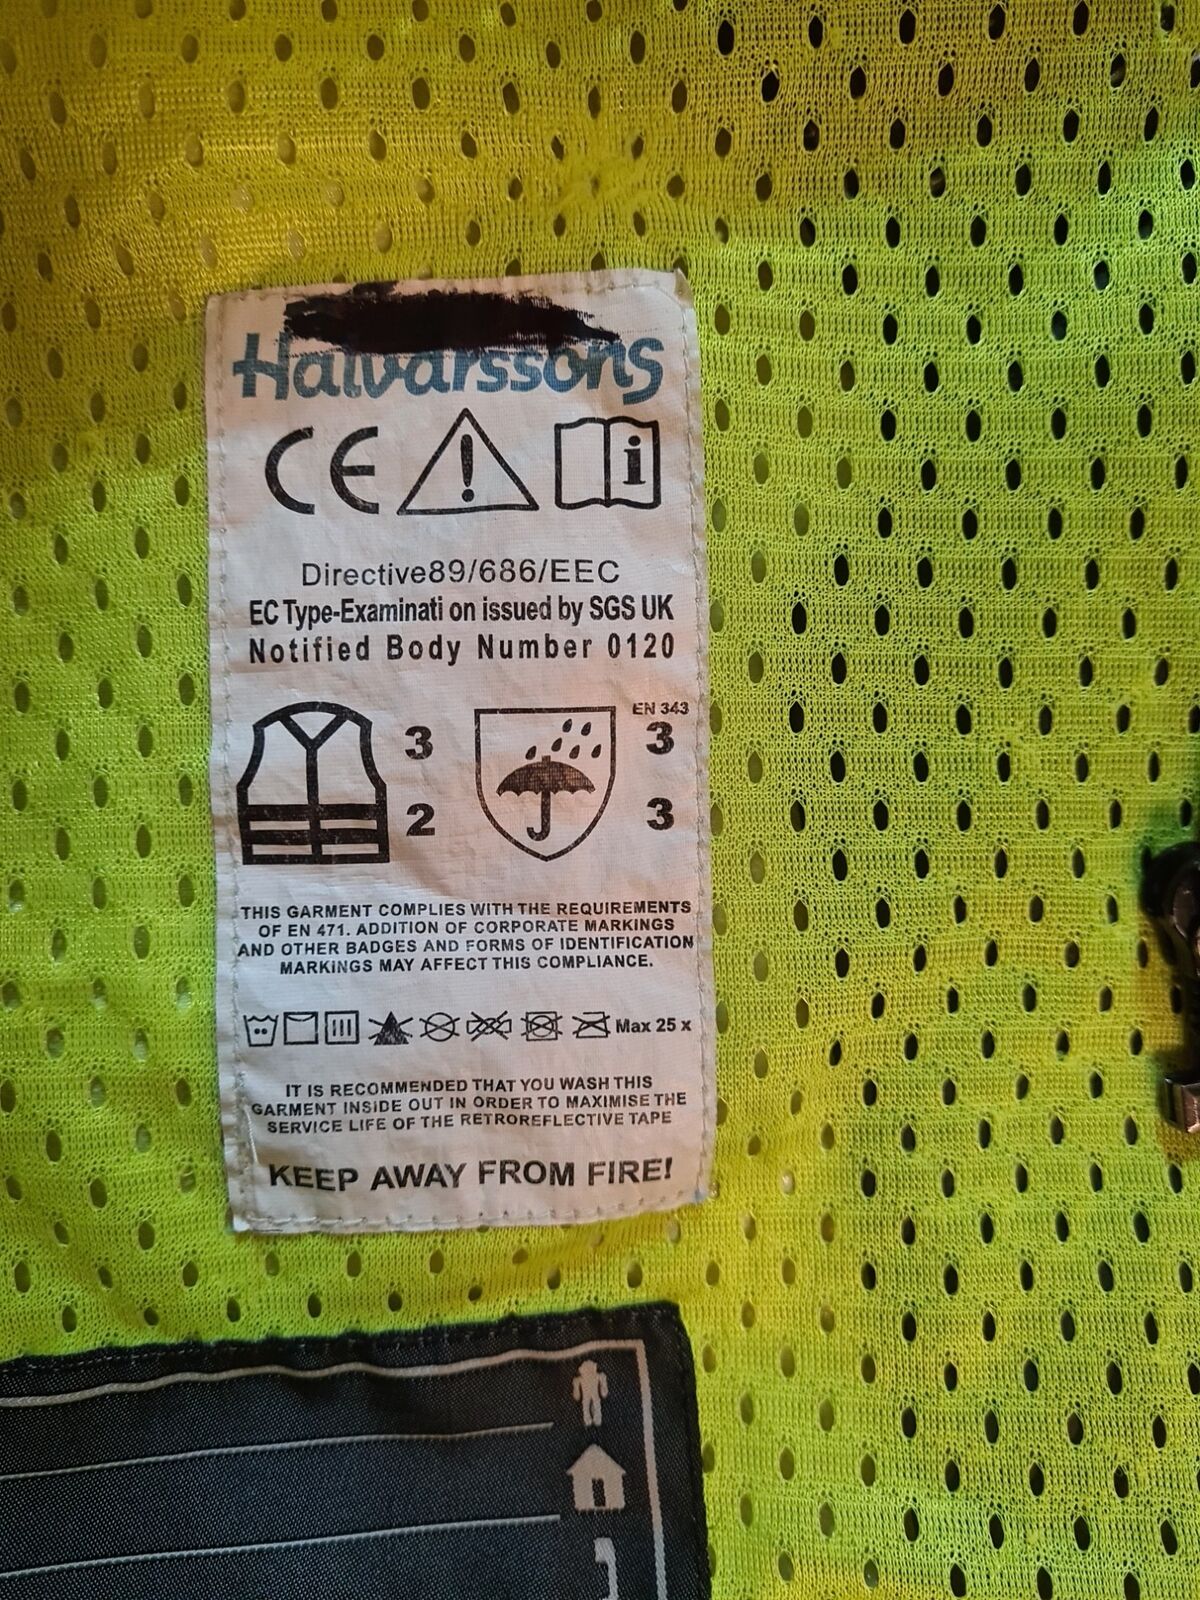 Halvarssons
CE
i
Directive89/686/EEC
EC Type-Examinati on issued by SGS UK
Notified Body Number 0120
EN 343
3
2
3
3
THIS GARMENT COMPLIES WITH THE REQUIREMENTS
OF EN 471. ADDITION OF CORPORATE MARKINGS
AND OTHER BADGES AND FORMS OF IDENTIFICATION
MARKINGS MAY AFFECT THIS COMPLIANCE.
Max 25 x
IT IS RECOMMENDED THAT YOU WASH THIS
GARMENT INSIDE OUT IN ORDER TO MAXIMISE THE
SERVICE LIFE OF THE RETROREFLECTIVE TAPE
KEEP AWAY FROM FIRE!